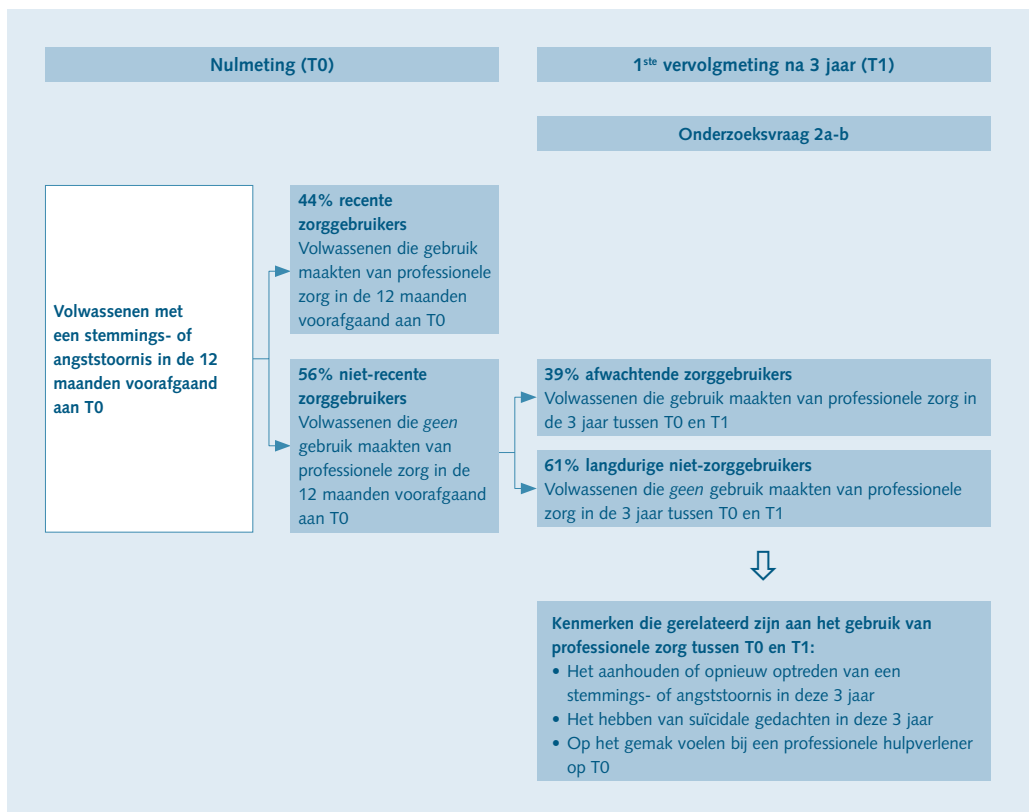 Nulmeting (T0)
1ste vervolgmeting na 3 jaar (T1)
Onderzoeksvraag 2a-b
Volwassenen met
een stemmings- of
angststoornis in de 12
maanden voorafgaand
aan T0
44% recente
zorggebruikers
Volwassenen die gebruik
maakten van professionele
zorg in de 12 maanden
voorafgaand aan T0
56% niet-recente
zorggebruikers
Volwassenen die geen
gebruik maakten van
professionele zorg in de
12 maanden voorafgaand
aan T0
39% afwachtende zorggebruikers
Volwassenen die gebruik maakten van professionele zorg in
de 3 jaar tussen T0 en T1
61% langdurige niet-zorggebruikers
Volwassenen die geen gebruik maakten van professionele
zorg in de 3 jaar tussen T0 en T1
Kenmerken die gerelateerd zijn aan het gebruik van
professionele zorg tussen T0 en T1:
• Het aanhouden of opnieuw optreden van een
stemmings- of angststoornis in deze 3 jaar
• Het hebben van suïcidale gedachten in deze 3 jaar
• Op het gemak voelen bij een professionele hulpverlener
op T0